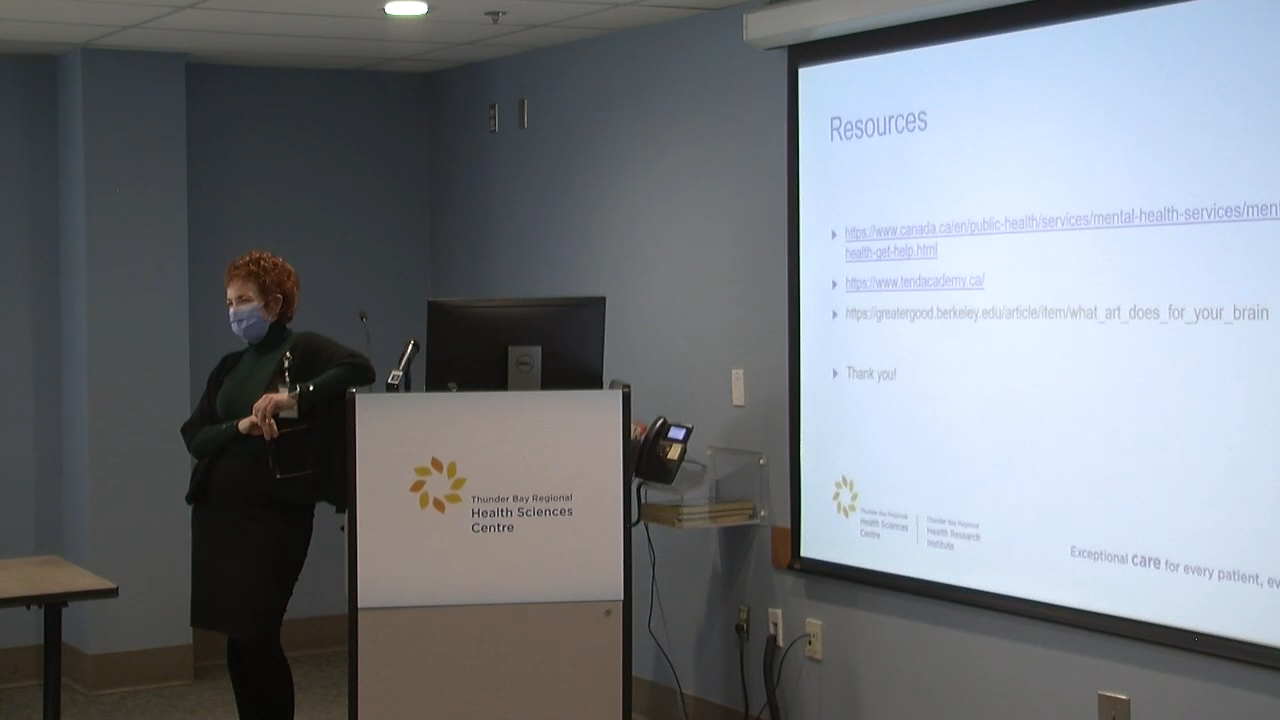 Resources
https://www.canada.ca/en/public-health/services/mental-health-services/men
health-get-help.html
https://www.tendacademy.ca/
https://greatergood.berkeley.edu/article/item/what_art_does_for_your_brain
Thank you!
Thunder Bay Regional
Health Sciences
Centre
Thunder Bay Regional
Health Research
Institute
Exceptional care for every patient, ev
DELL
Thunder Bay Regional
Health Sciences
Centre